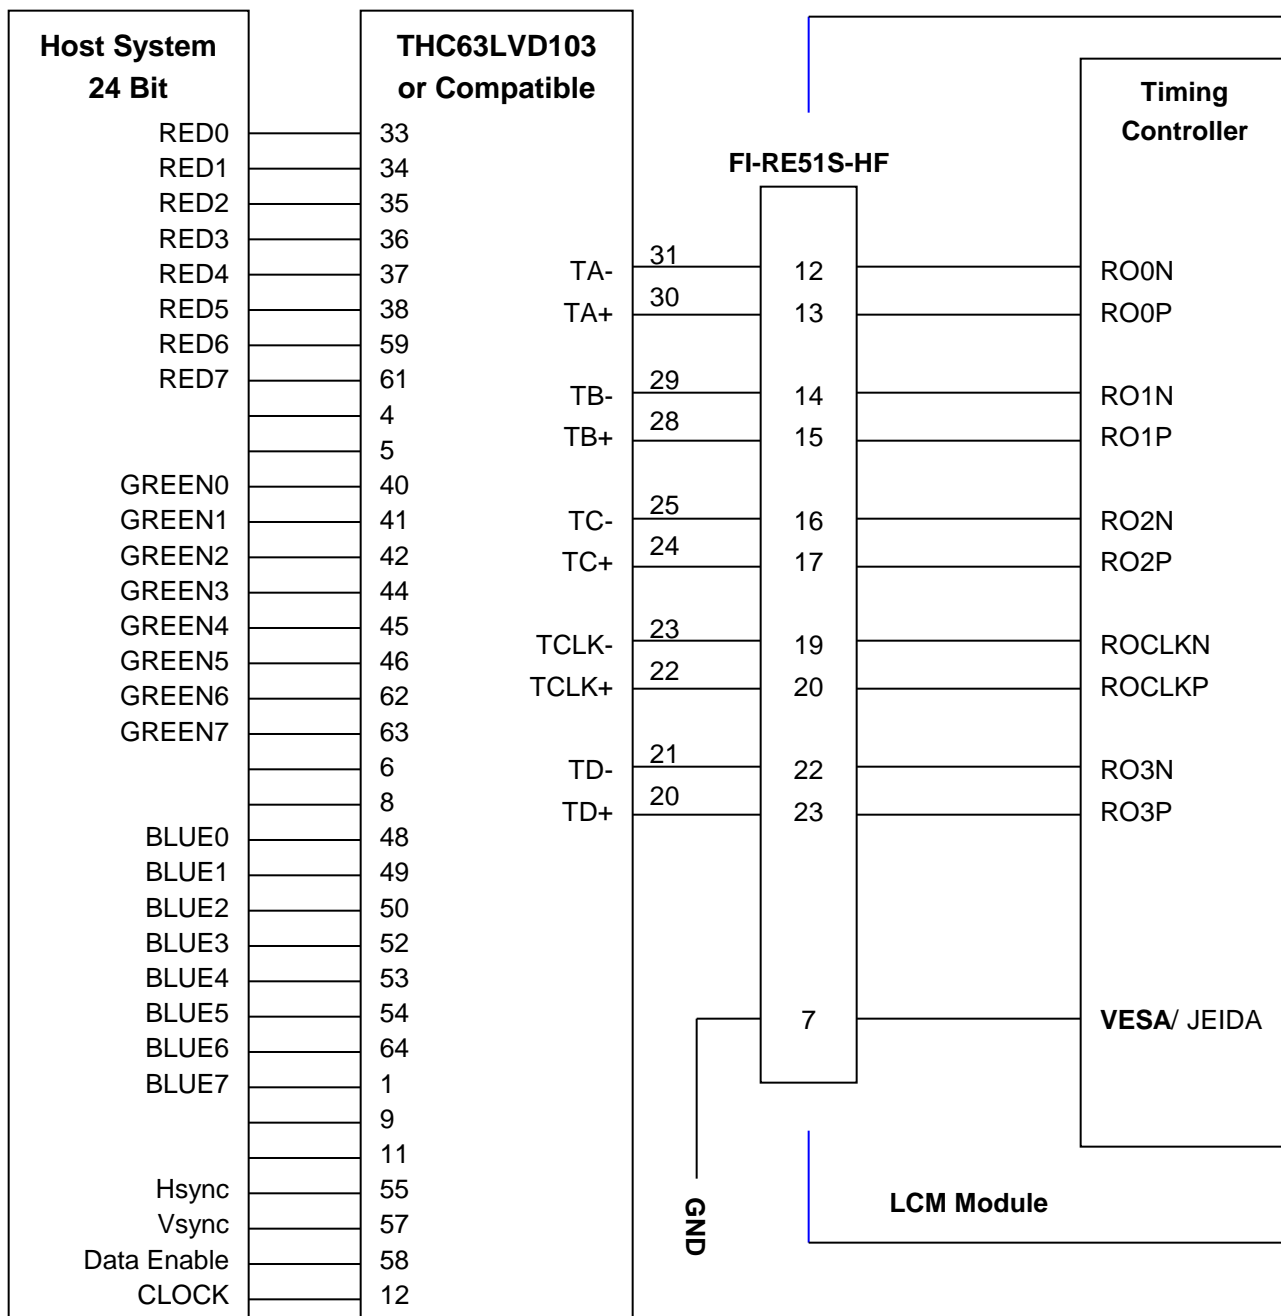 Host System
24 Bit
THC63LVD103
or Compatible
Timing
Controller
FI-RE51S-HF
RED0 33
RED1 34
RED2 35
RED3 36
RED4 37
RED5 38
RED6 59
RED7 61
4
5
GREEN0 40
GREEN1 41
GREEN2 42
GREEN3 44
GREEN4 45
GREEN5 46
GREEN6 62
GREEN7 63
6
8
BLUE0 48
BLUE1 49
BLUE2 50
BLUE3 52
BLUE4 53
BLUE5 54
BLUE6 64
BLUE7 1
9
11
Hsync 55
Vsync 57
Data Enable 58
CLOCK 12
TA- 31 12 RO0N
TA+ 30 13 RO0P
TB- 29 14 RO1N
TB+ 28 15 RO1P
TC- 25 16 RO2N
TC+ 24 17 RO2P
TCLK- 23 19 ROCLKN
TCLK+ 22 20 ROCLKP
TD- 21 22 RO3N
TD+ 20 23 RO3P
7 VESA/ JEIDA
GND
LCM Module